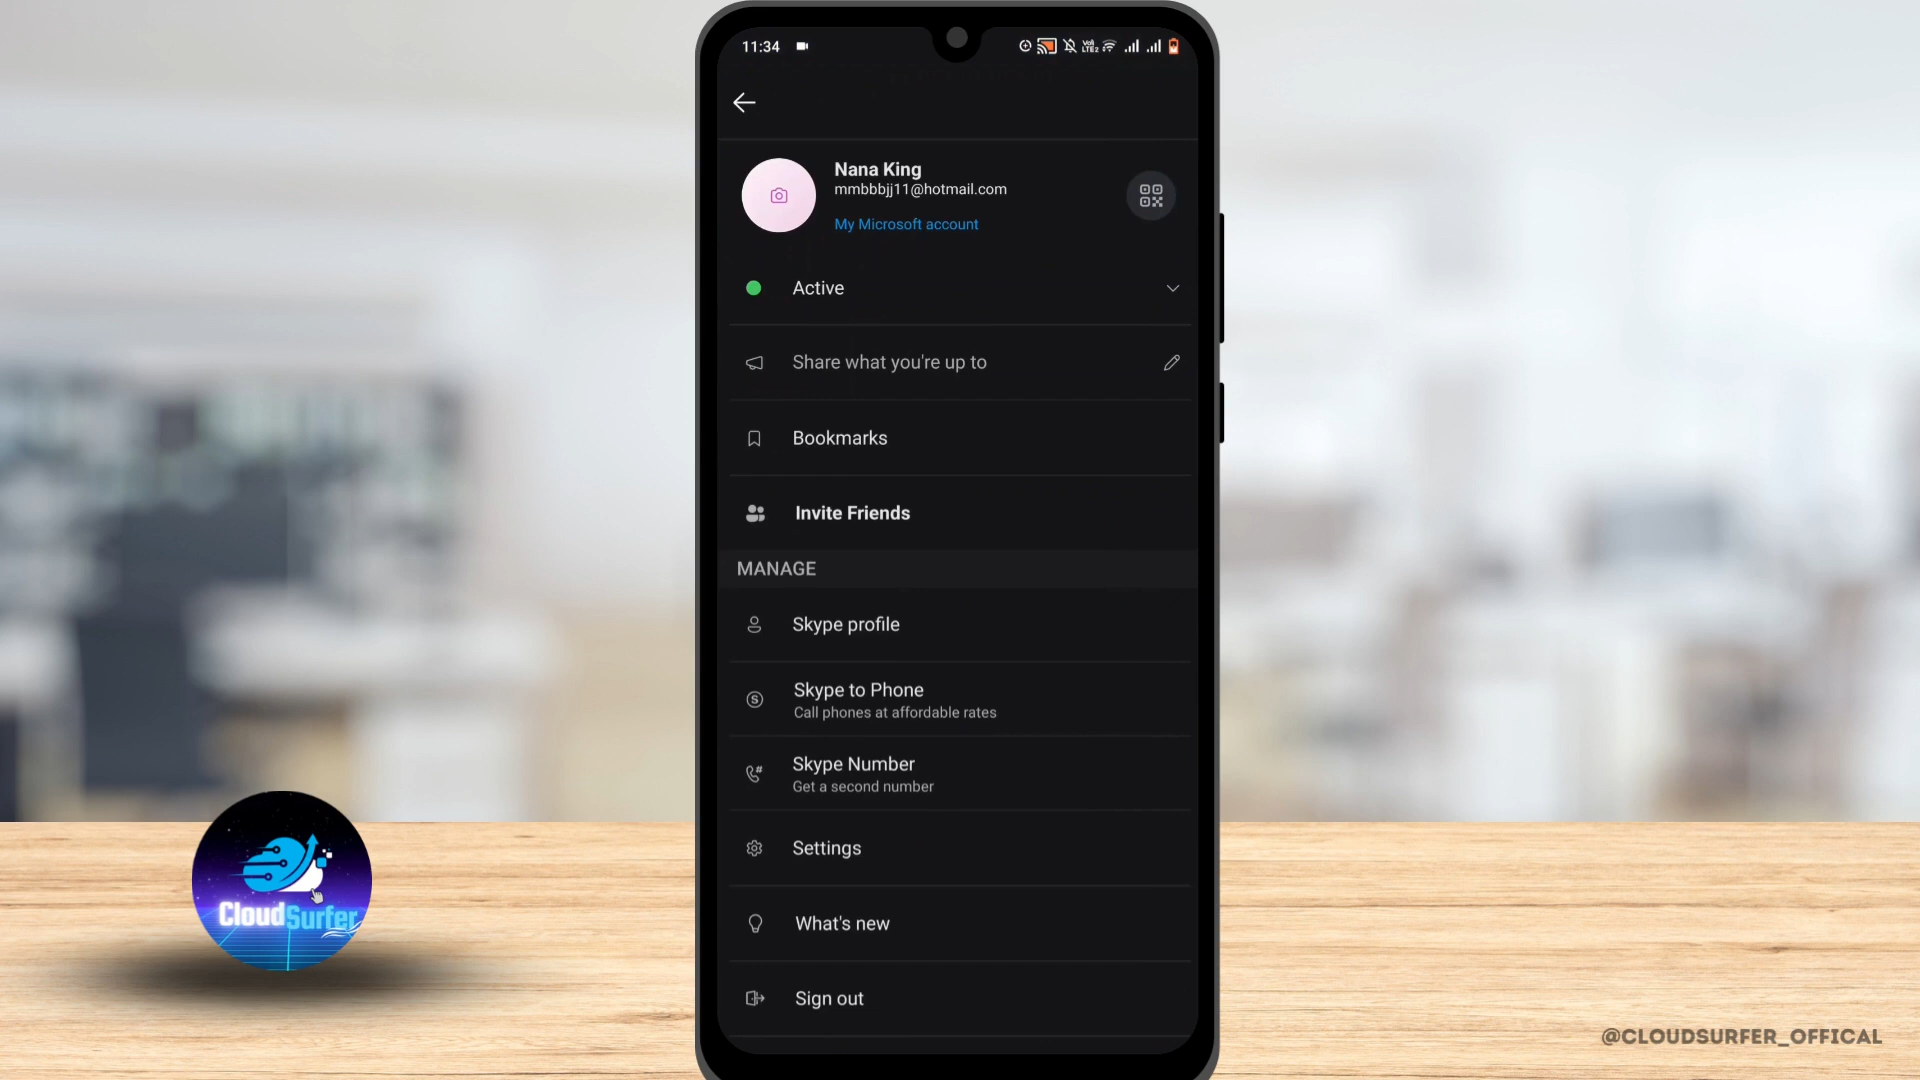 11:34
Vo)
LTE2
Nana King
mmbbbjj11@hotmail.com
My Microsoft account
Active
Share what you're up to
Bookmarks
Invite Friends
MANAGE
Skype profile
Skype to Phone
Call phones at affordable rates
Skype Number
Get a second number
Settings
What's new
Sign out
CloudSurfer
@CLOUDSURFER_OFFICAL